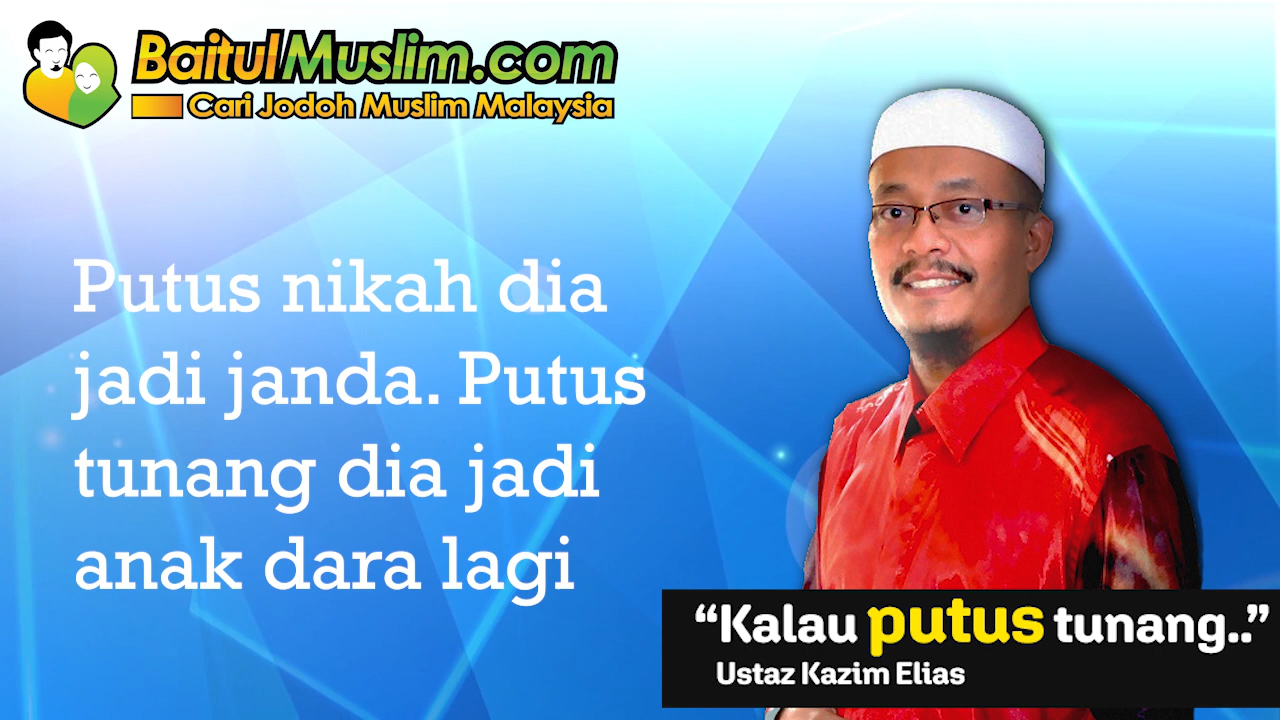 BaitulMuslim.com
Cari Jodoh Muslim Malaysia
Putus nikah dia
jadi janda. Putus
tunang dia jadi
anak dara lagi
“Kalau putus tunang..”
Ustaz Kazim Elias